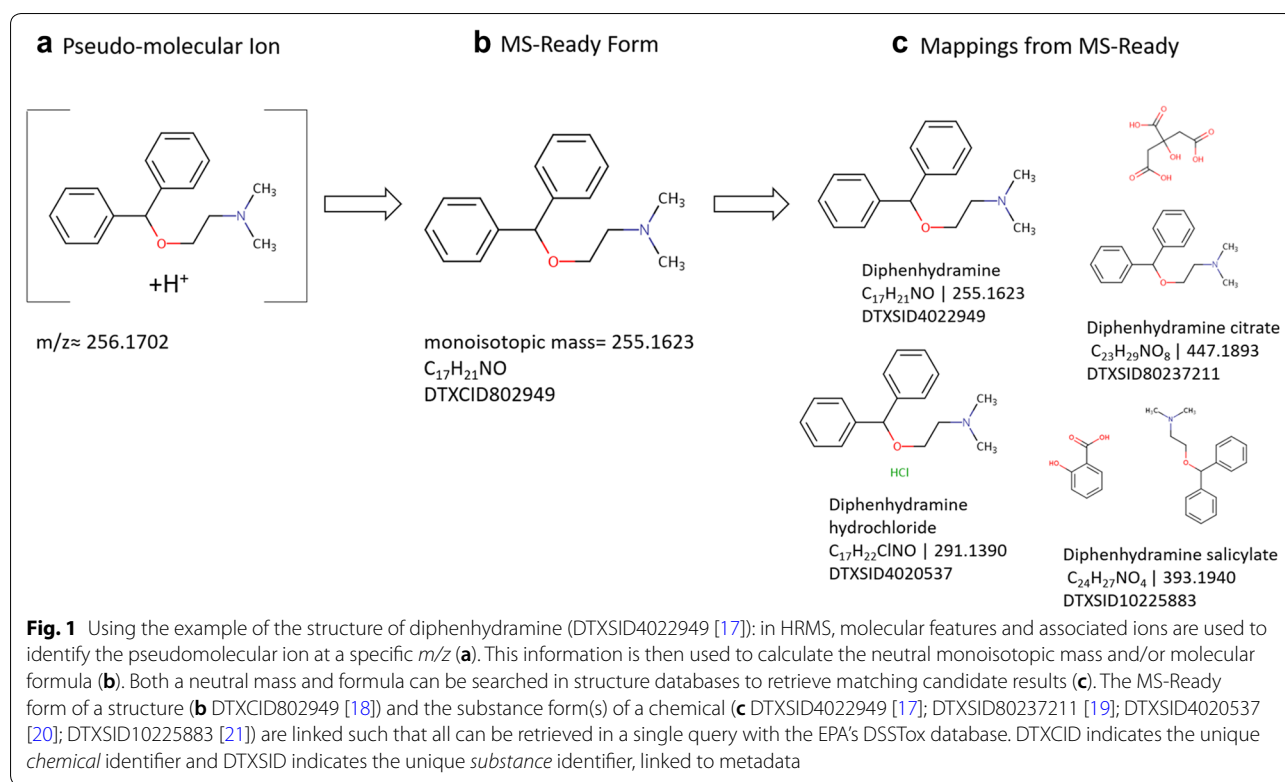 a Pseudo-molecular Ion
b MS-Ready Form
c Mappings from MS-Ready
CH₃
N
CH₃
O
+H⁺
m/z≈ 256.1702
CH₃
N
CH₃
O
monoisotopic mass= 255.1623
C₁₇H₂₁NO
DTXCID802949
CH₃
N
CH₃
O
Diphenhydramine
C₁₇H₂₁NO | 255.1623
DTXSID4022949
O
OH
HO
O
OH
OH
O
OH
CH₃
N
CH₃
O
Diphenhydramine citrate
C₂₃H₂₉NO₈ | 447.1893
DTXSID80237211
CH₃
N
CH₃
O
HCl
Diphenhydramine
hydrochloride
C₁₇H₂₂ClNO | 291.1390
DTXSID4020537
O
OH
HO
CH₃
H₃C
N
O
Diphenhydramine salicylate
C₂₄H₂₇NO₄ | 393.1940
DTXSID10225883
Fig. 1 Using the example of the structure of diphenhydramine (DTXSID4022949 [17]): in HRMS, molecular features and associated ions are used to
identify the pseudomolecular ion at a specific m/z (a). This information is then used to calculate the neutral monoisotopic mass and/or molecular
formula (b). Both a neutral mass and formula can be searched in structure databases to retrieve matching candidate results (c). The MS-Ready
form of a structure (b DTXCID802949 [18]) and the substance form(s) of a chemical (c DTXSID4022949 [17]; DTXSID80237211 [19]; DTXSID4020537
[20]; DTXSID10225883 [21]) are linked such that all can be retrieved in a single query with the EPA's DSSTox database. DTXCID indicates the unique
chemical identifier and DTXSID indicates the unique substance identifier, linked to metadata